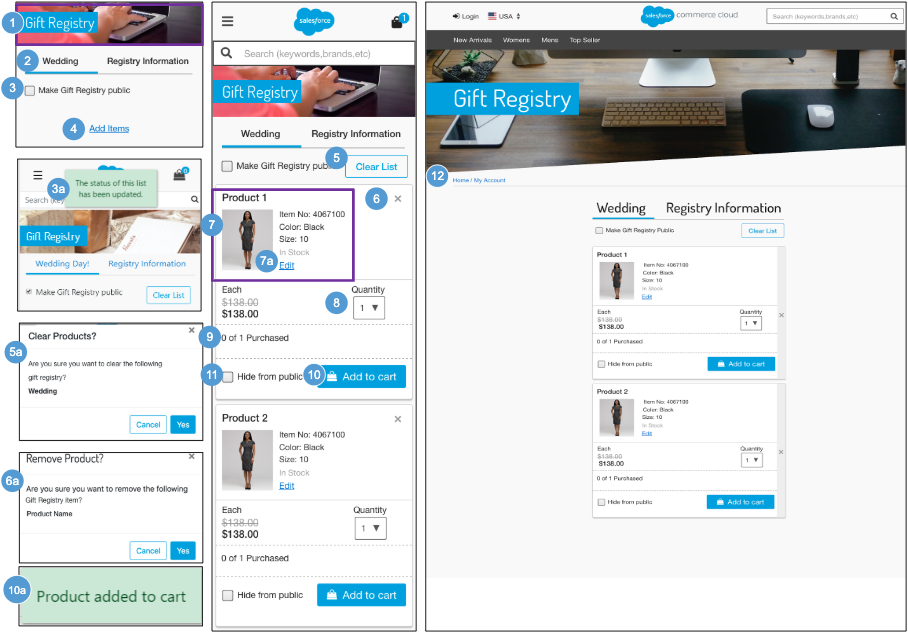 1
Gift Registry
2
Wedding
Registry Information
3
Make Gift Registry public
4
Add Items
3a
The status of this list
has been updated.
0
Search (key
Gift Registry
Wedding Day!
Registry Information
Make Gift Registry public
Clear List
Clear Products?
×
5a
Are you sure you want to clear the following
gift registry?
Wedding
Cancel
Yes
Remove Product?
×
6a
Are you sure you want to remove the following
Gift Registry item?
Product Name
Cancel
Yes
10a
Product added to cart
salesforce
1
Search (keywords,brands,etc)
Gift Registry
Wedding
Registry Information
5
Make Gift Registry public
Clear List
Product 1
6
×
7
Item No: 4067100
Color: Black
Size: 10
In Stock
7a
Edit
Each
Quantity
$138.00
8
1 ▼
$138.00
9
0 of 1 Purchased
11
Hide from public
10
Add to cart
Product 2
×
Item No: 4067100
Color: Black
Size: 10
In Stock
Edit
Each
Quantity
$138.00
1 ▼
$138.00
0 of 1 Purchased
Hide from public
Add to cart
Login
USA
salesforce
commerce cloud
Search (keywords,brands,etc)
New Arrivals
Womens
Mens
Top Seller
Gift Registry
12
Home / My Account
Wedding
Registry Information
Make Gift Registry Public
Clear List
Product 1
Item No: 4067100
Color: Black
Size: 10
In Stock
Edit
Each
Quantity
$138.00
1 ▼
×
$138.00
0 of 1 Purchased
Hide from public
Add to cart
Product 2
Item No: 4067100
Color: Black
Size: 10
In Stock
Edit
Each
Quantity
$138.00
1 ▼
×
$138.00
0 of 1 Purchased
Hide from public
Add to cart